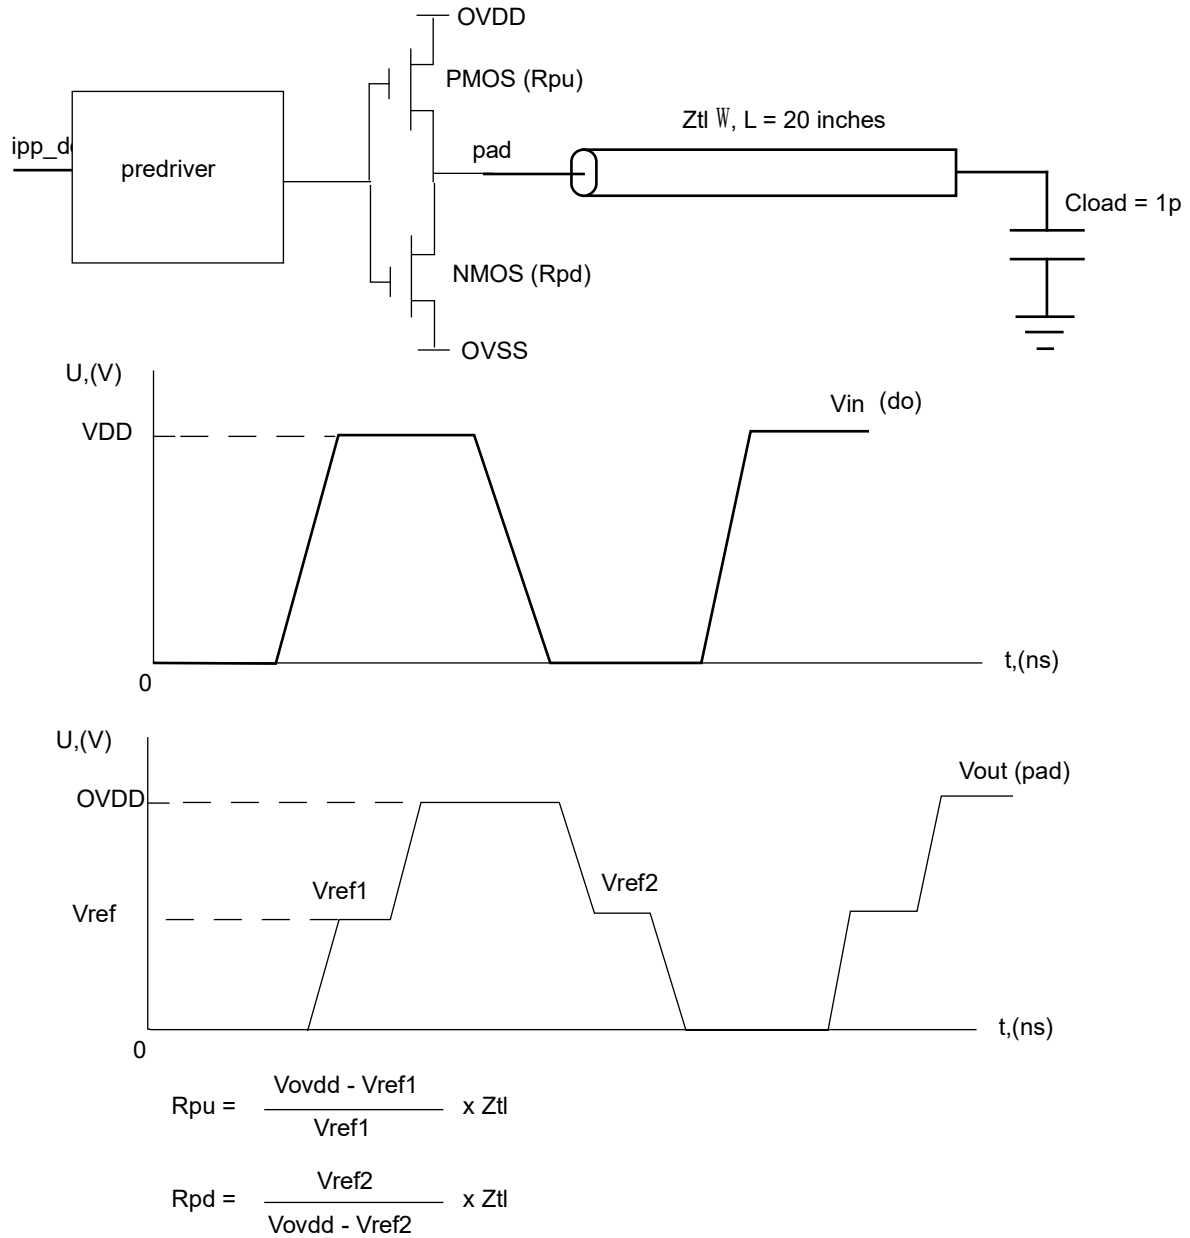 OVDD
PMOS (Rpu)
Ztl W, L = 20 inches
ipp_do
predriver
pad
Cload = 1p
NMOS (Rpd)
OVSS
U,(V)
VDD
Vin (do)
t,(ns)
0
U,(V)
OVDD
Vout (pad)
Vref1
Vref2
Vref
t,(ns)
0
Rpu = Vovdd - Vref1 x Ztl
Vref1
Rpd = Vref2 x Ztl
Vovdd - Vref2